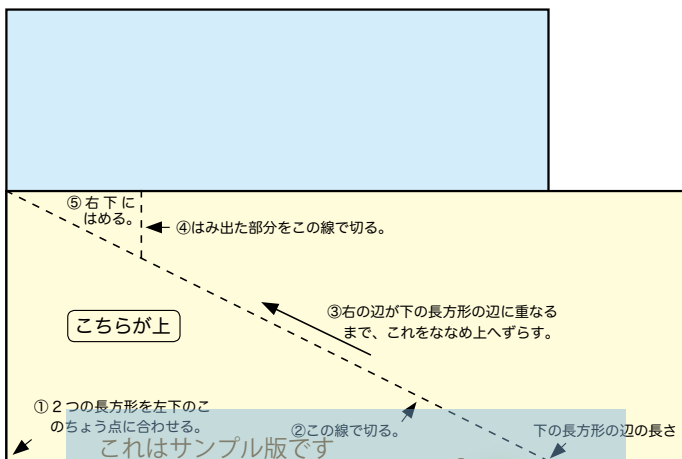 ⑤右下に
はめる。
④はみ出た部分をこの線で切る。
こちらが上
③右の辺が下の長方形の辺に重なる
まで、これをななめ上へずらす。
①2つの長方形を左下のこ
のちょう点に合わせる。
②この線で切る。
下の長方形の辺の長さ
これはサンプル版です